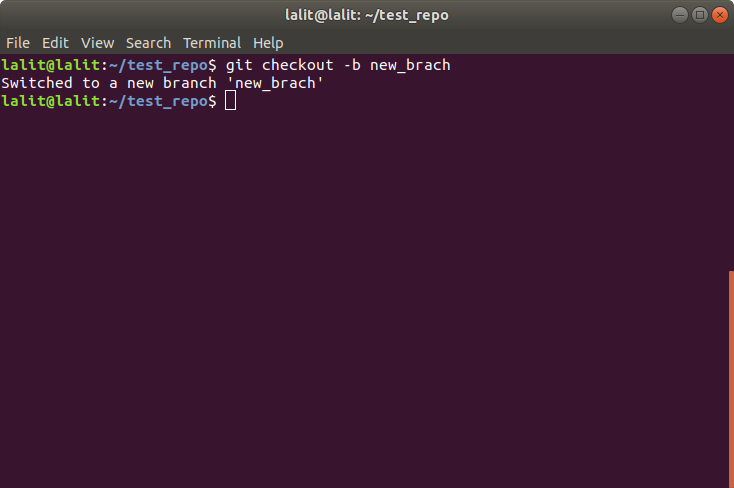 lalit@lalit: ~/test_repo
File Edit View Search Terminal Help
lalit@lalit:~/test_repo$ git checkout -b new_brach
Switched to a new branch 'new_brach'
lalit@lalit:~/test_repo$